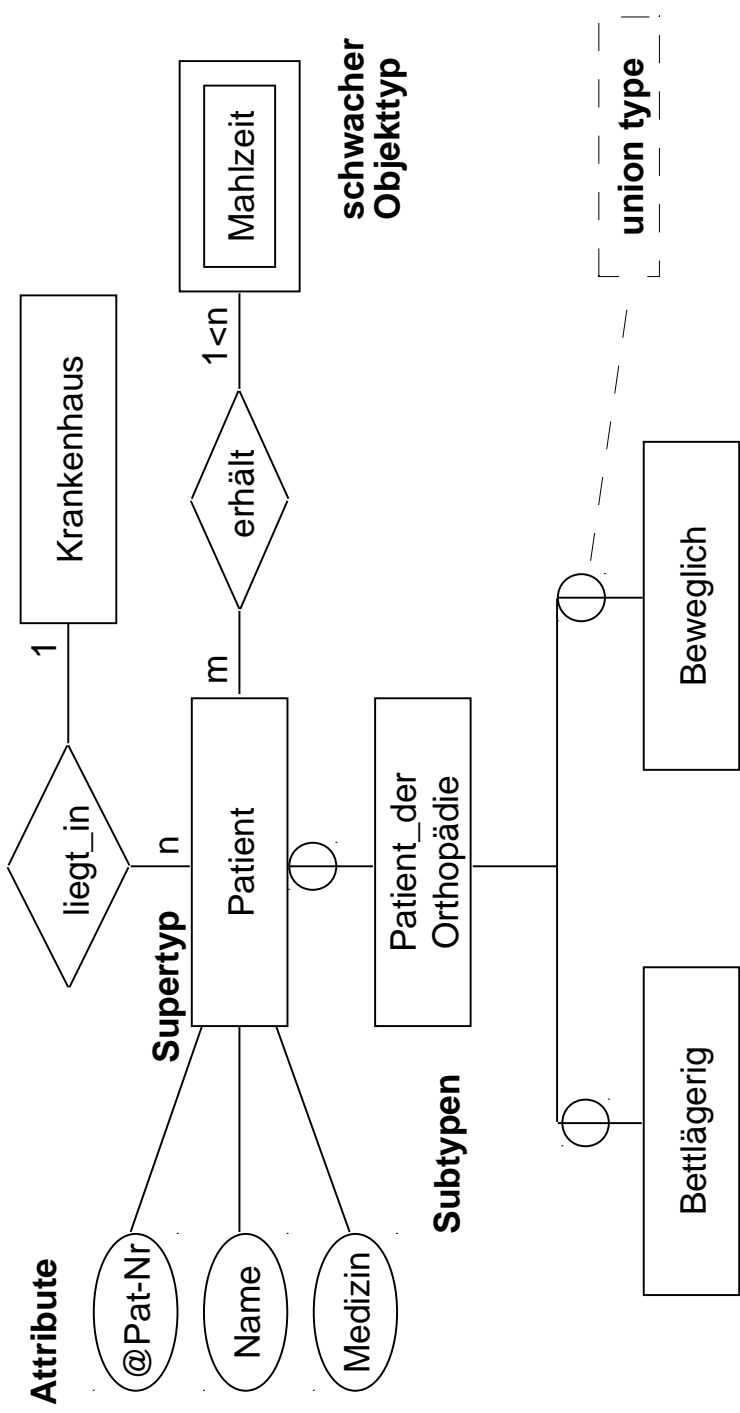 Attribute
@Pat-Nr
Name
Medizin
Supertyp
liegt_in
1
Krankenhaus
n
Patient
m
erhält
1<n
Mahlzeit
schwacher
Objekttyp
Subtypen
Patient_der
Orthopädie
union type
Bettlägerig
Beweglich